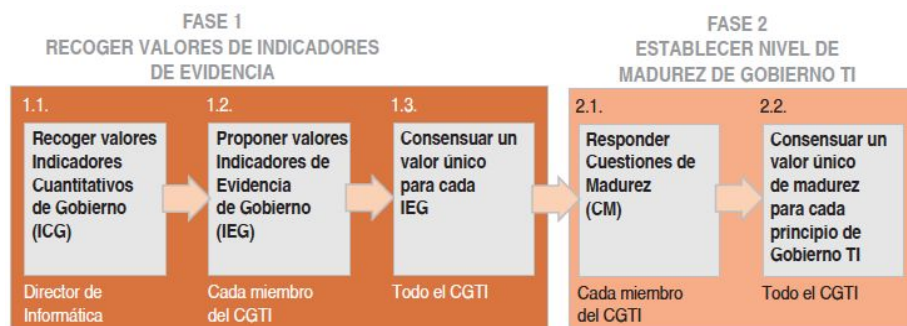 FASE 1
RECOGER VALORES DE INDICADORES
DE EVIDENCIA
FASE 2
ESTABLECER NIVEL DE
MADUREZ DE GOBIERNO TI
1.1.
Recoger valores
Indicadores
Cuantitativos
de Gobierno
(ICG)
Director de
Informática
1.2.
Proponer valores
Indicadores de
Evidencia
de Gobierno
(IEG)
Cada miembro
del CGTI
1.3.
Consensuar un
valor único
para cada
IEG
Todo el CGTI
2.1.
Responder
Cuestiones de
Madurez
(CM)
Cada miembro
del CGTI
2.2.
Consensuar un
valor único
de madurez
para cada
principio de
Gobierno TI
Todo el CGTI